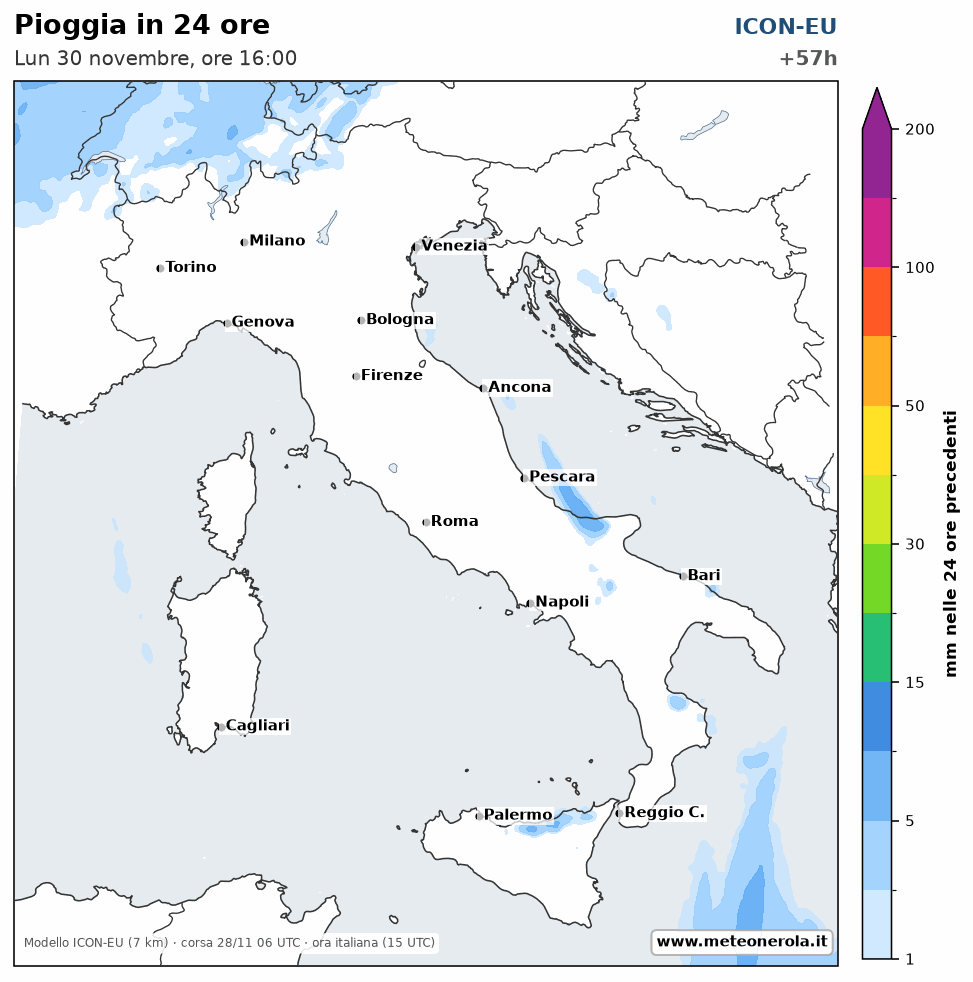 Pioggia in 24 ore
ICON-EU
Lun 30 novembre, ore 16:00
+57h
200
100
50
30
15
5
1
mm nelle 24 ore precedenti
Milano
Venezia
Torino
Genova
Bologna
Firenze
Ancona
Pescara
Roma
Bari
Napoli
Cagliari
Palermo
Reggio C.
Modello ICON-EU (7 km) · corsa 28/11 06 UTC · ora italiana (15 UTC)
www.meteonerola.it